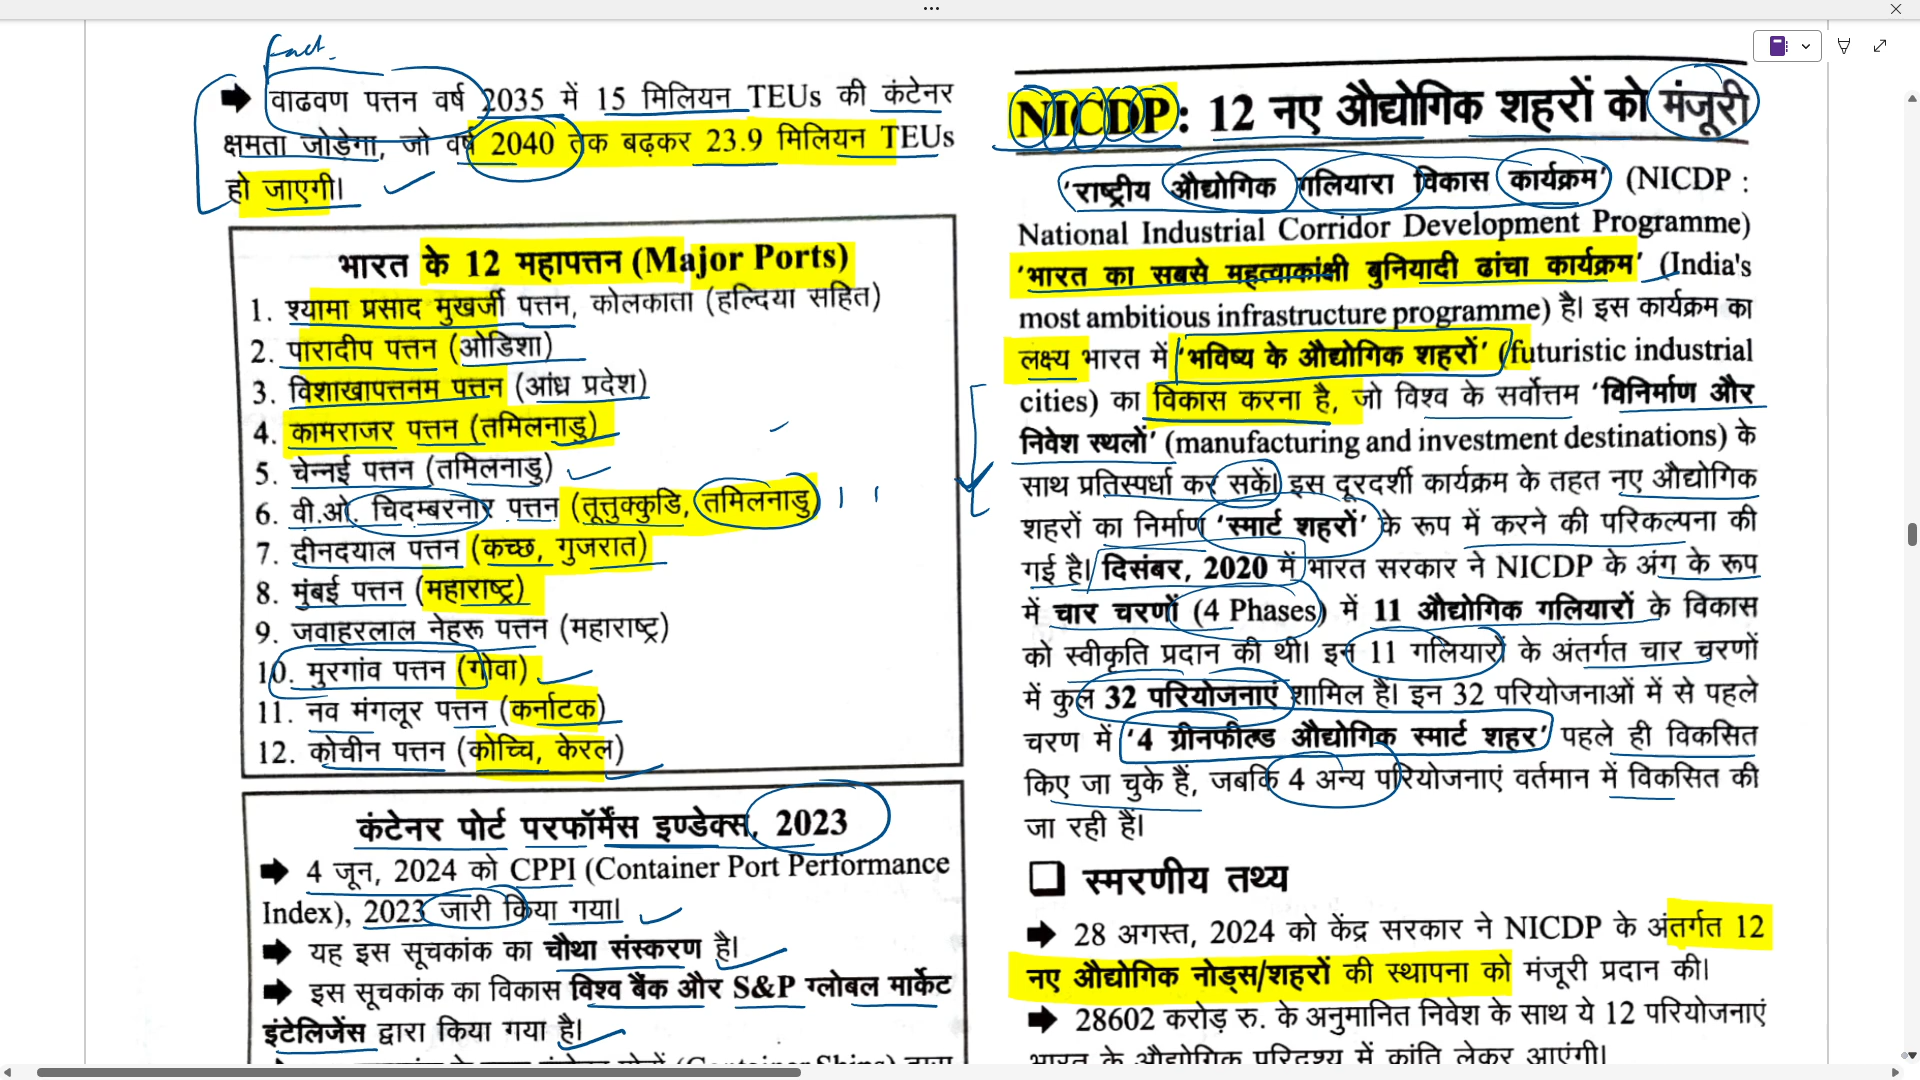 Fact.
➡ वाढवण पत्तन वर्ष 2035 में 15 मिलियन TEUs की कंटेनर
क्षमता जोड़ेगा, जो वर्ष 2040 तक बढ़कर 23.9 मिलियन TEUs
हो जाएगी।
भारत के 12 महापत्तन (Major Ports)
1. श्यामा प्रसाद मुखर्जी पत्तन, कोलकाता (हल्दिया सहित)
2. पारादीप पत्तन (ओडिशा)
3. विशाखापत्तनम पत्तन (आंध्र प्रदेश)
4. कामराजर पत्तन (तमिलनाडु)
5. चेन्नई पत्तन (तमिलनाडु)
6. वी.ओ. चिदम्बरनार पत्तन (तूत्तुक्कुडि, तमिलनाडु)
7. दीनदयाल पत्तन (कच्छ, गुजरात)
8. मुंबई पत्तन (महाराष्ट्र)
9. जवाहरलाल नेहरू पत्तन (महाराष्ट्र)
10. मुरगांव पत्तन (गोवा)
11. नव मंगलूर पत्तन (कर्नाटक)
12. कोचीन पत्तन (कोच्चि, केरल)
कंटेनर पोर्ट परफॉर्मेंस इण्डेक्स, 2023
➡ 4 जून, 2024 को CPPI (Container Port Performance
Index), 2023 जारी किया गया।
➡ यह इस सूचकांक का चौथा संस्करण है।
➡ इस सूचकांक का विकास विश्व बैंक और S&P ग्लोबल मार्केट
इंटेलिजेंस द्वारा किया गया है।
NICDP : 12 नए औद्योगिक शहरों को मंजूरी
'राष्ट्रीय औद्योगिक गलियारा विकास कार्यक्रम' (NICDP :
National Industrial Corridor Development Programme)
'भारत का सबसे महत्वाकांक्षी बुनियादी ढांचा कार्यक्रम' (India's
most ambitious infrastructure programme) है। इस कार्यक्रम का
लक्ष्य भारत में 'भविष्य के औद्योगिक शहरों' (futuristic industrial
cities) का विकास करना है, जो विश्व के सर्वोत्तम 'विनिर्माण और
निवेश स्थलों' (manufacturing and investment destinations) के
साथ प्रतिस्पर्धा कर सकें। इस दूरदर्शी कार्यक्रम के तहत नए औद्योगिक
शहरों का निर्माण 'स्मार्ट शहरों' के रूप में करने की परिकल्पना की
गई है। दिसंबर, 2020 में भारत सरकार ने NICDP के अंग के रूप
में चार चरणों (4 Phases) में 11 औद्योगिक गलियारों के विकास
को स्वीकृति प्रदान की थी। इन 11 गलियारों के अंतर्गत चार चरणों
में कुल 32 परियोजनाएं शामिल है। इन 32 परियोजनाओं में से पहले
चरण में '4 ग्रीनफील्ड औद्योगिक स्मार्ट शहर' पहले ही विकसित
किए जा चुके हैं, जबकि 4 अन्य परियोजनाएं वर्तमान में विकसित की
जा रही हैं।
❑ स्मरणीय तथ्य
➡ 28 अगस्त, 2024 को केंद्र सरकार ने NICDP के अंतर्गत 12
नए औद्योगिक नोड्स/शहरों की स्थापना को मंजूरी प्रदान की।
➡ 28602 करोड़ रु. के अनुमानित निवेश के साथ ये 12 परियोजनाएं
भारत के औद्योगिक परिदृश्य में क्रांति लेकर आएंगी।